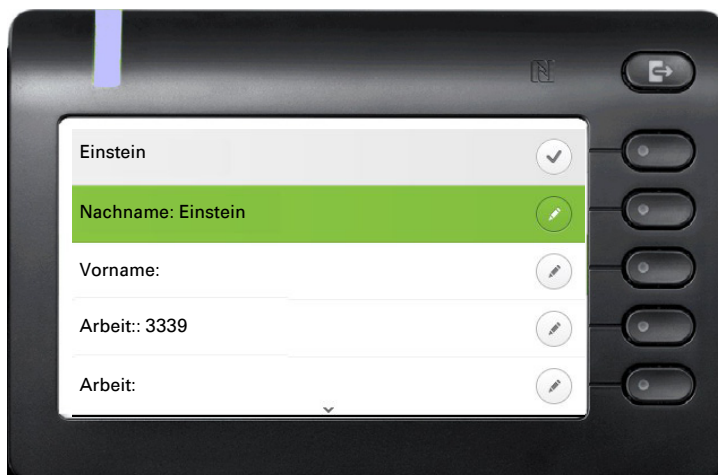 Einstein
Nachname: Einstein
Vorname:
Arbeit:: 3339
Arbeit: